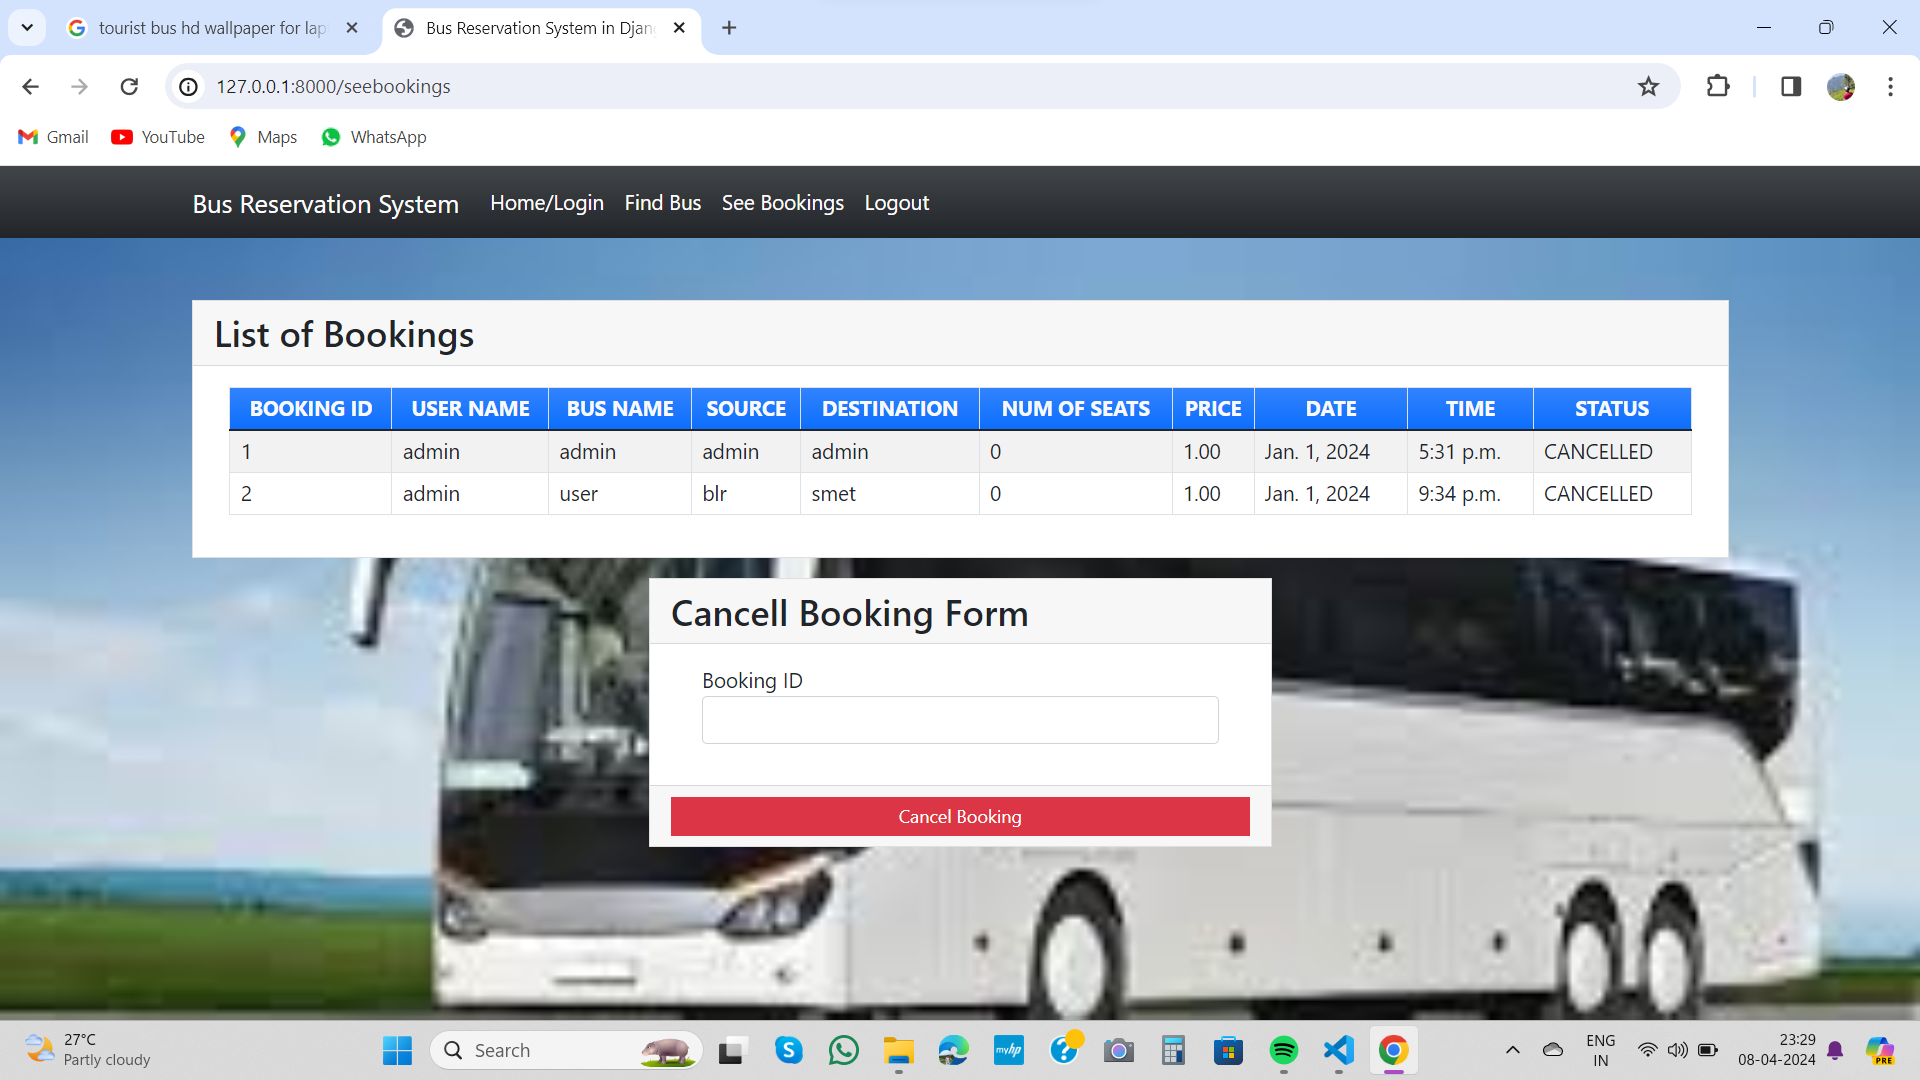 tourist bus hd wallpaper for lap
Bus Reservation System in Djan
127.0.0.1:8000/seebookings
Gmail YouTube Maps WhatsApp
Bus Reservation System Home/Login Find Bus See Bookings Logout
List of Bookings
BOOKING ID USER NAME BUS NAME SOURCE DESTINATION NUM OF SEATS PRICE DATE TIME STATUS
1 admin admin admin admin 0 1.00 Jan. 1, 2024 5:31 p.m. CANCELLED
2 admin user blr smet 0 1.00 Jan. 1, 2024 9:34 p.m. CANCELLED
Cancell Booking Form
Booking ID
Cancel Booking
27°C
Partly cloudy
Search
myhp
ENG
IN
23:29
08-04-2024
PRE